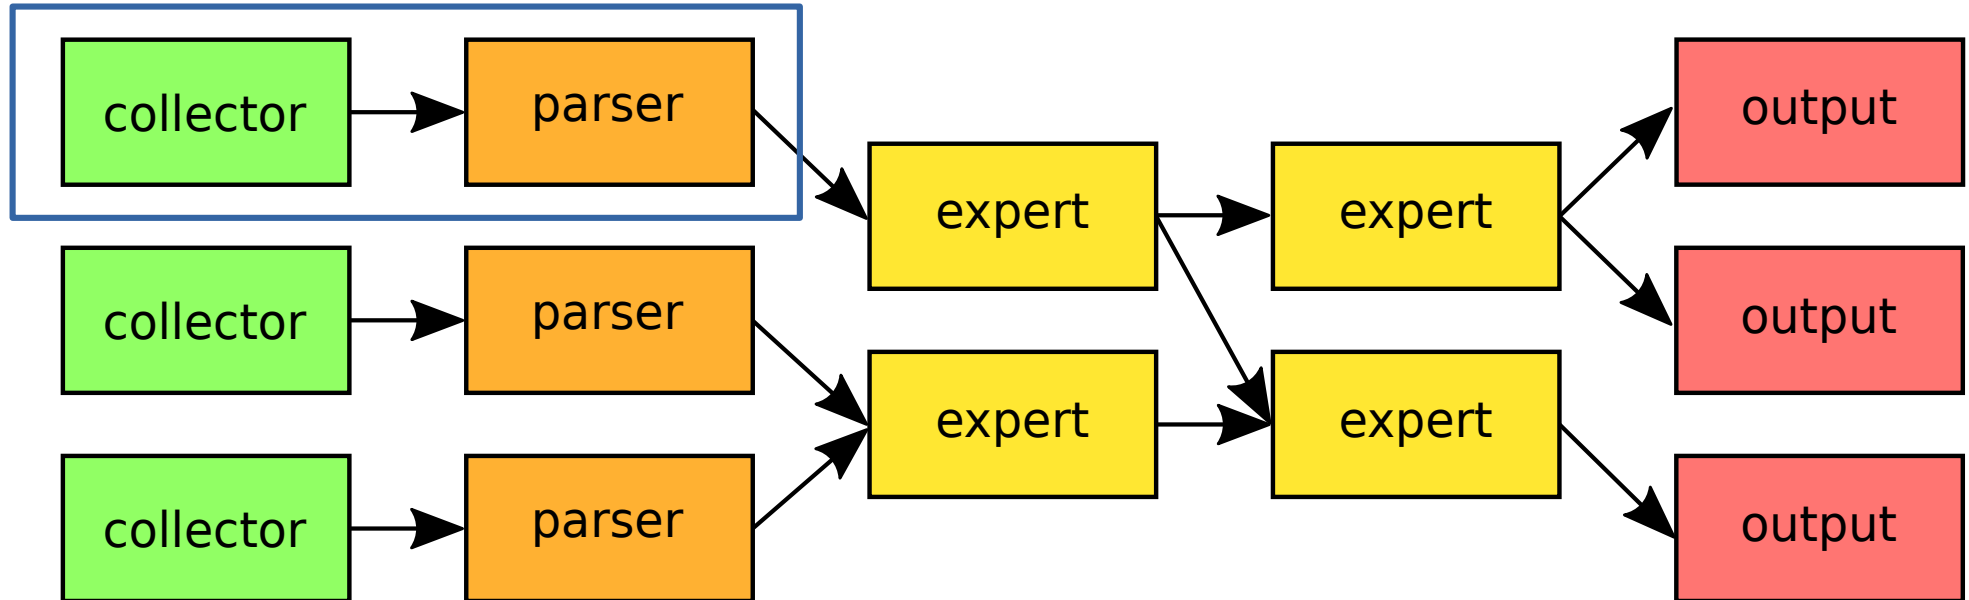 collector
parser
expert
expert
output
collector
parser
expert
expert
output
collector
parser
output